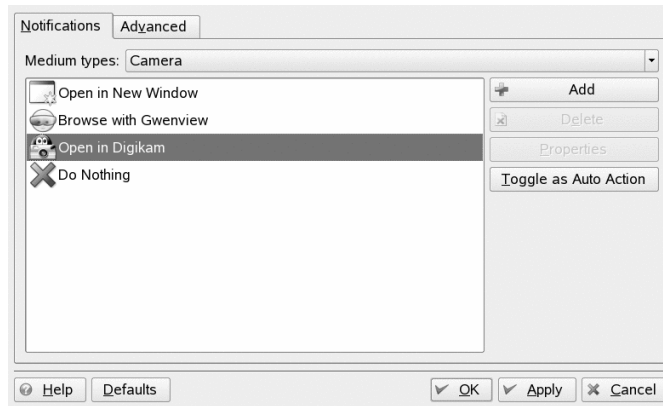 Notifications Advanced
Medium types: Camera
Open in New Window
Browse with Gwenview
Open in Digikam
Do Nothing
Add
Delete
Properties
Toggle as Auto Action
Help Defaults OK Apply Cancel